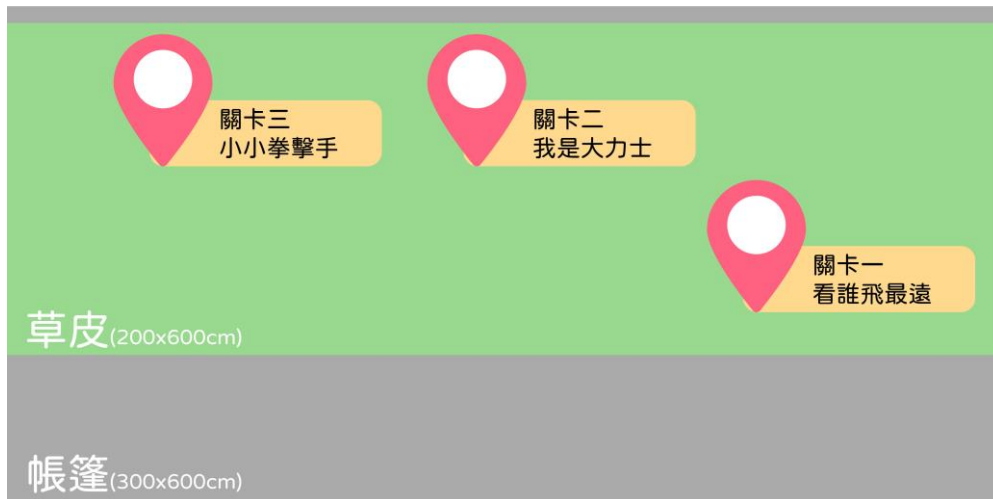 關卡三
小小拳擊手
關卡二
我是大力士
關卡一
看誰飛最遠
草皮(200x600cm)
帳篷(300x600cm)